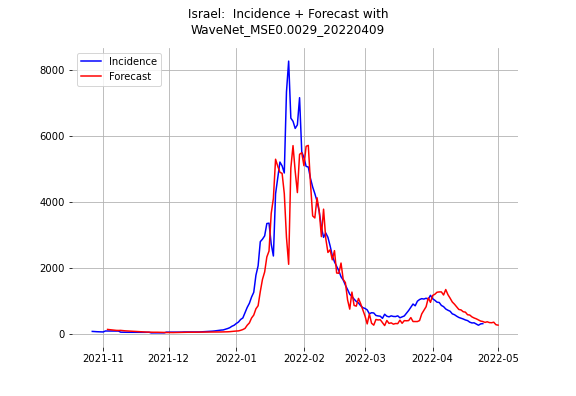 Israel:  Incidence + Forecast with
WaveNet_MSE0.0029_20220409
Incidence
Forecast
8000
6000
4000
2000
0
2021-11 2021-12 2022-01 2022-02 2022-03 2022-04 2022-05